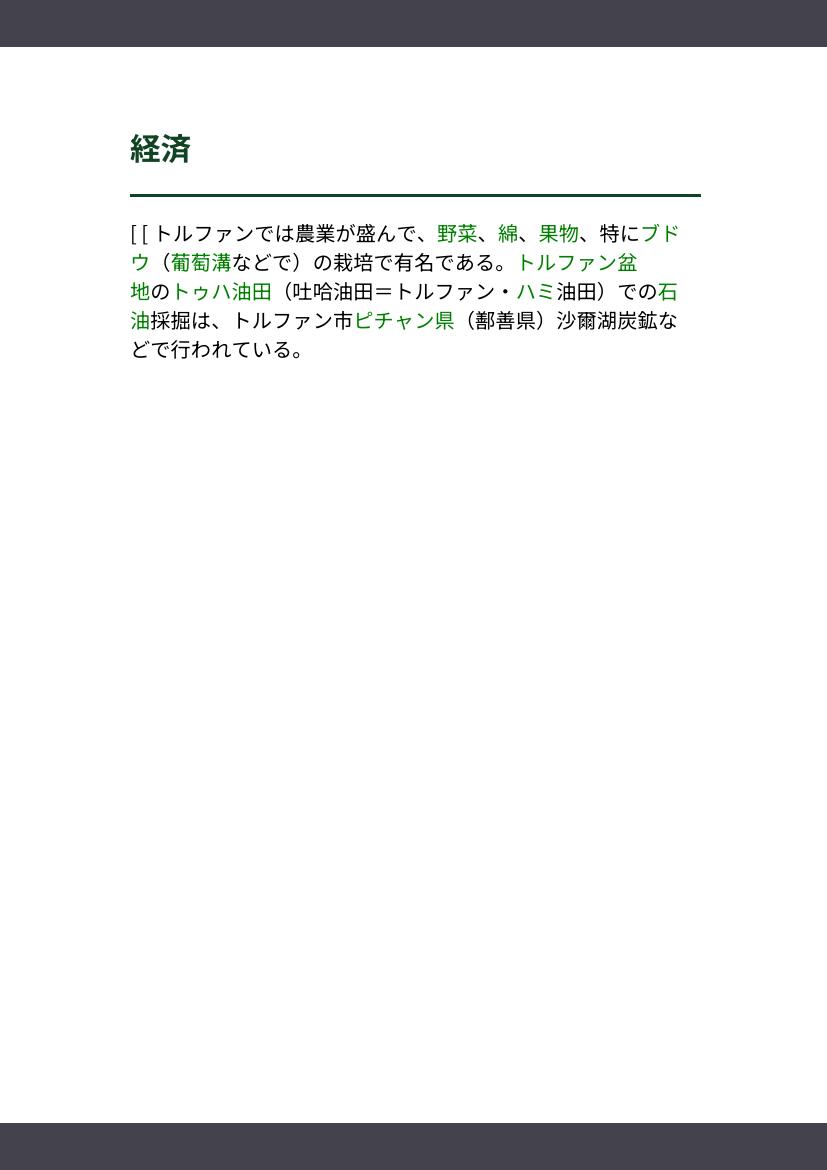 経済
[ [ トルファンでは農業が盛んで、野菜、綿、果物、特にブド
ウ（葡萄溝などで）の栽培で有名である。トルファン盆
地のトゥハ油田（吐哈油田＝トルファン・ハミ油田）での石
油採掘は、トルファン市ピチャン県（鄯善県）沙爾湖炭鉱な
どで行われている。